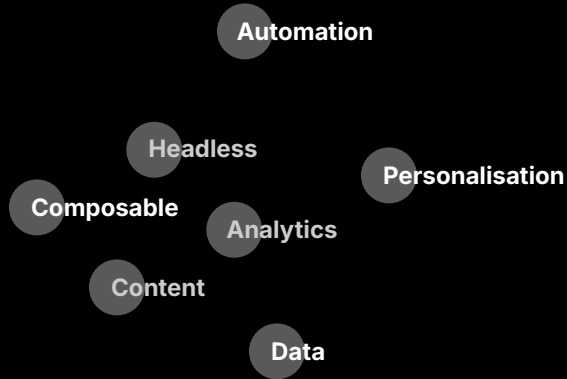 Automation
Headless
Personalisation
Composable
Analytics
Content
Data